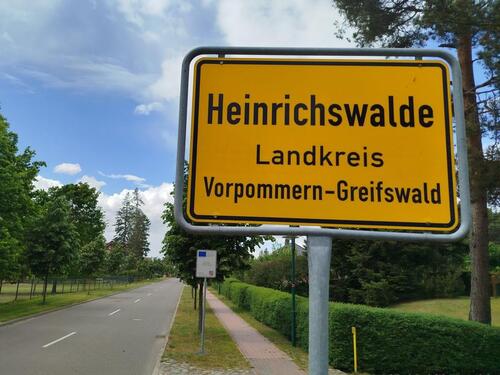 Heinrichswalde
Landkreis
Vorpommern-Greifswald